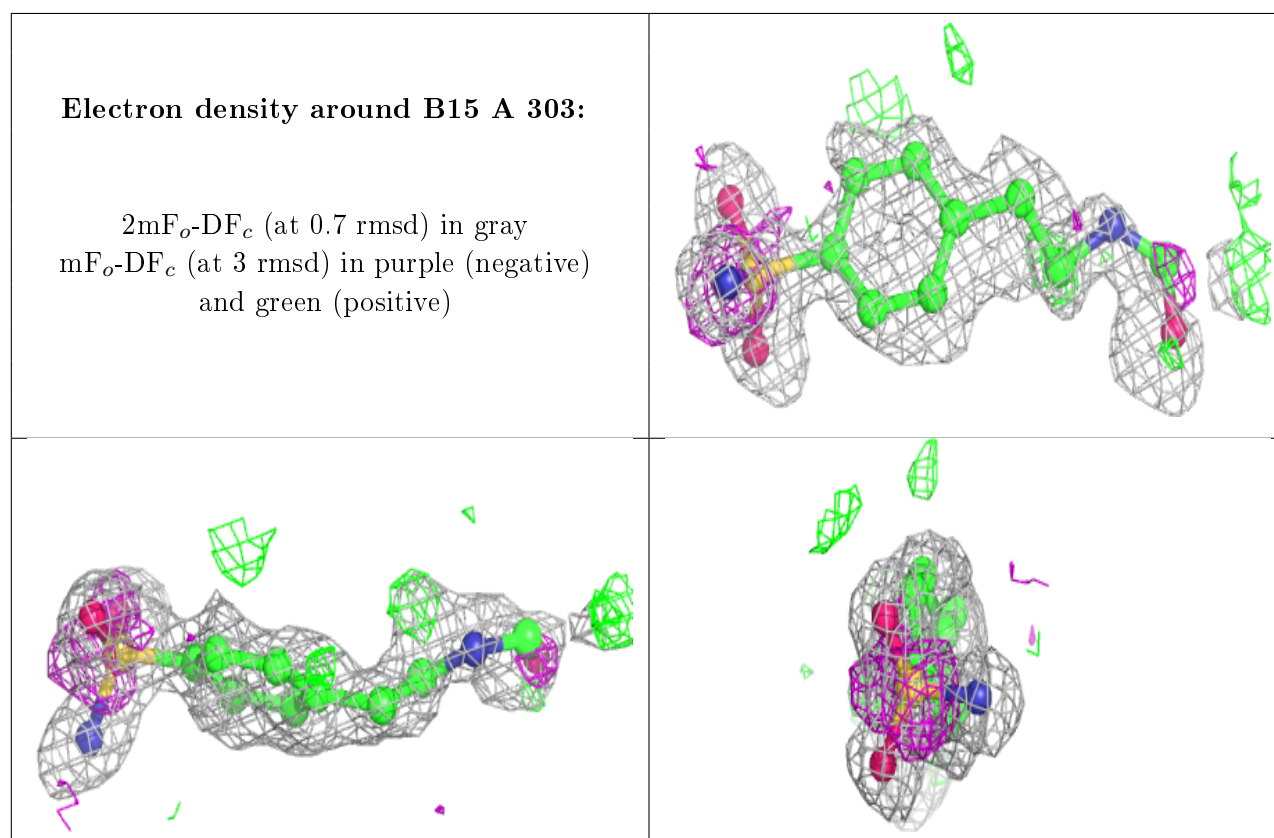 Electron density around B15 A 303:
2mFₒ-DF𝑐 (at 0.7 rmsd) in gray
mFₒ-DF𝑐 (at 3 rmsd) in purple (negative)
and green (positive)